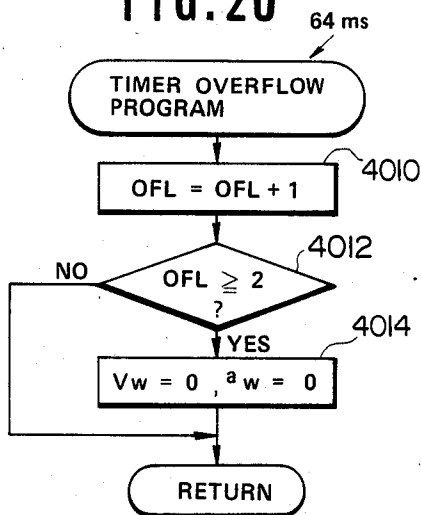 FIG.20
64 ms
TIMER OVERFLOW
PROGRAM
OFL = OFL + 1
4010
4012
NO
OFL ≧ 2
?
YES
4014
Vw = 0 , aw = 0
RETURN